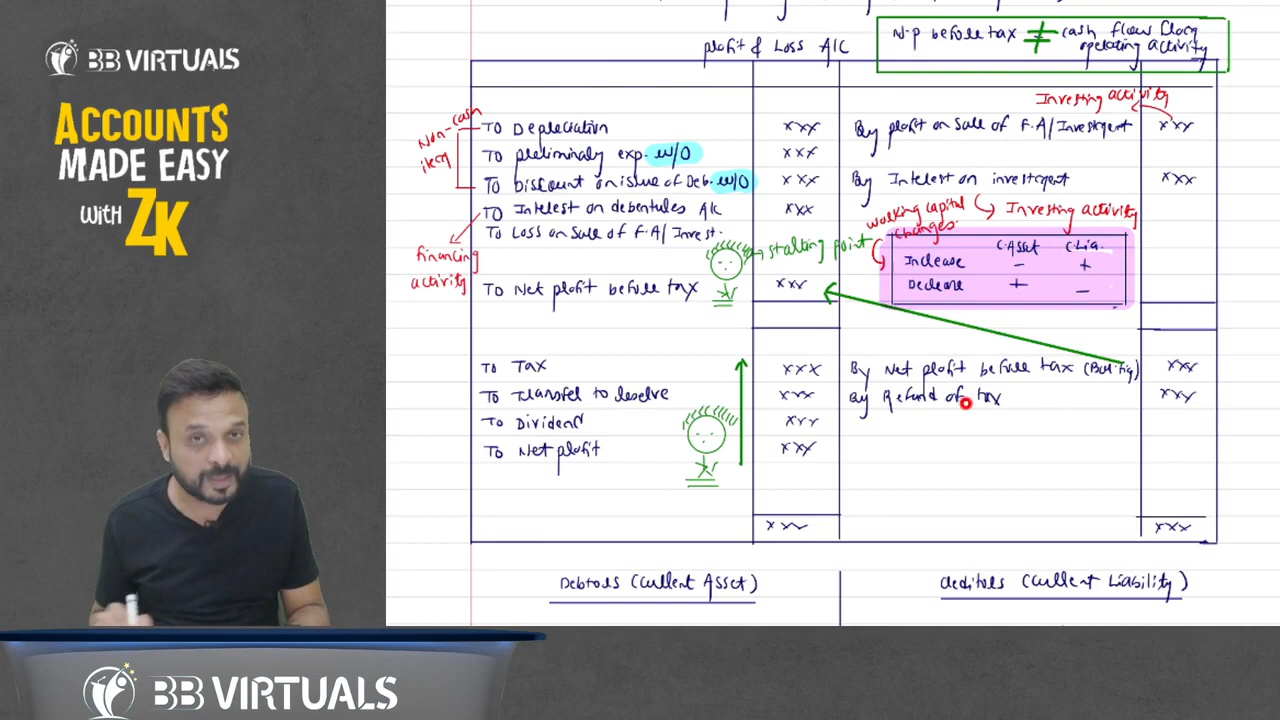 BB VIRTUALS
ACCOUNTS
MADE EASY
WITH ZK
N.P before tax ≠ cash flow from
operating activity
profit & Loss A/C
Investing activity
Non-cash
item
To Depreciation xxx By profit on sale of F.A/Investment xxx
To preliminary exp. w/o xxx
To Discount on issue of Deb. w/o xxx By Interest on investment xxx
To Interest on debentures A/c xxx
working capital
changes.
Investing activity
To Loss on sale of F.A/Invest.
starting point
financing
activity
C.Asset C.Lia.
Increase - +
Decrease + -
To Net profit before tax xxx
To Tax xxx By Net profit before tax xxx
To Transfer to reserve xxx By Refund of tax xxx
To Dividend xxx
To Net profit xxx
xxx xxx
Debtors (current Asset) creditors (current Liability)
BB VIRTUALS